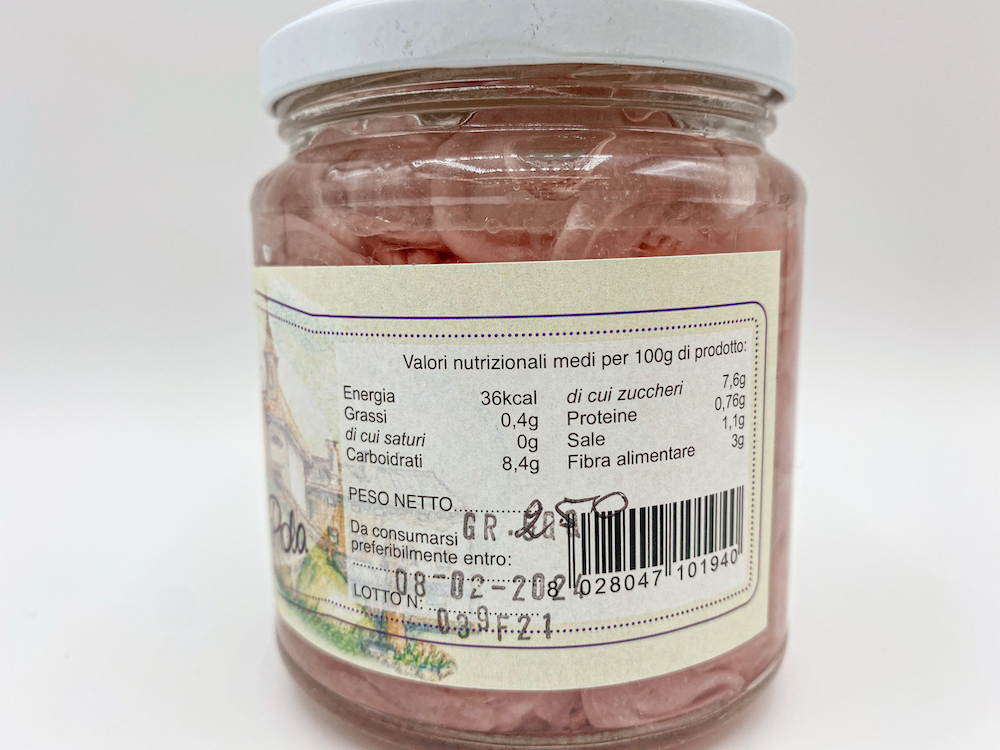 Valori nutrizionali medi per 100g di prodotto:
Energia 36kcal
Grassi 0,4g
di cui saturi 0g
Carboidrati 8,4g
di cui zuccheri 7,6g
Proteine 0,76g
Sale 1,1g
Fibra alimentare 3g
PESO NETTO
GR. 250
Da consumarsi
preferibilmente entro:
08-02-202
LOTTO N:
039F21
8 028047 101940